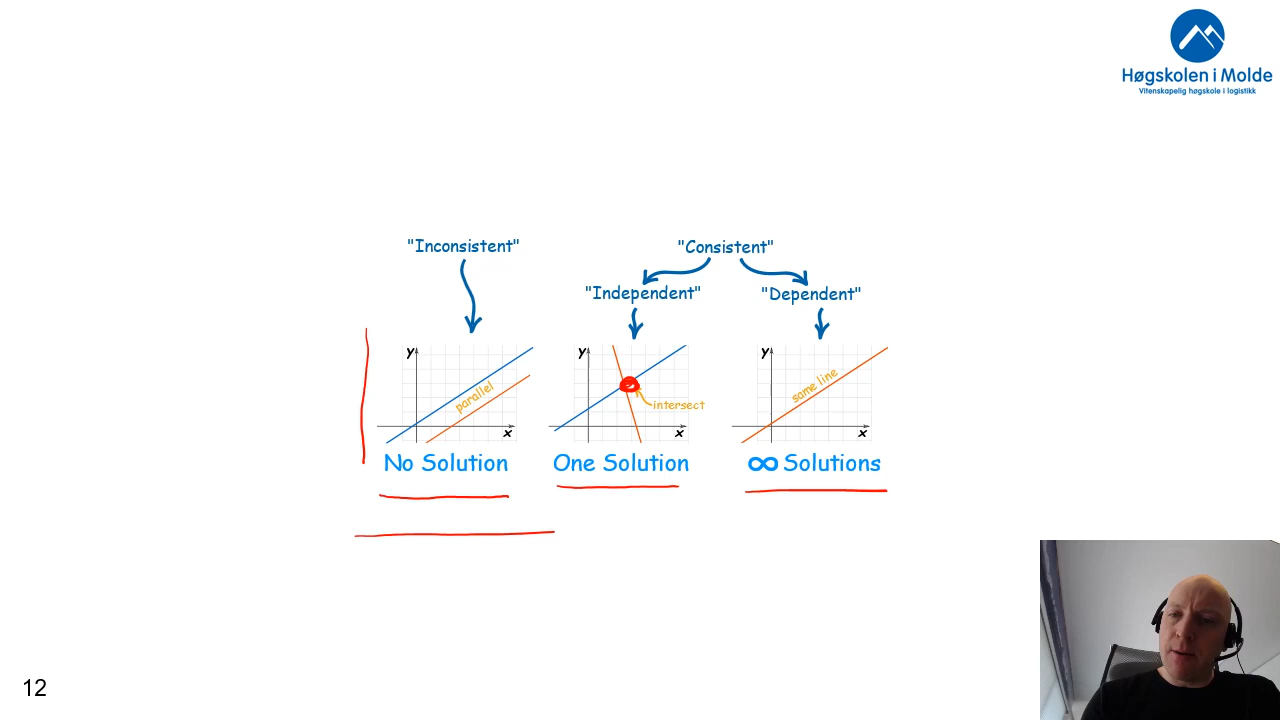 Høgskolen i Molde
Vitenskapelig høgskole i logistikk
"Inconsistent"
"Consistent"
"Independent"
"Dependent"
y
parallel
x
No Solution
y
intersect
x
One Solution
y
same line
x
∞ Solutions
12